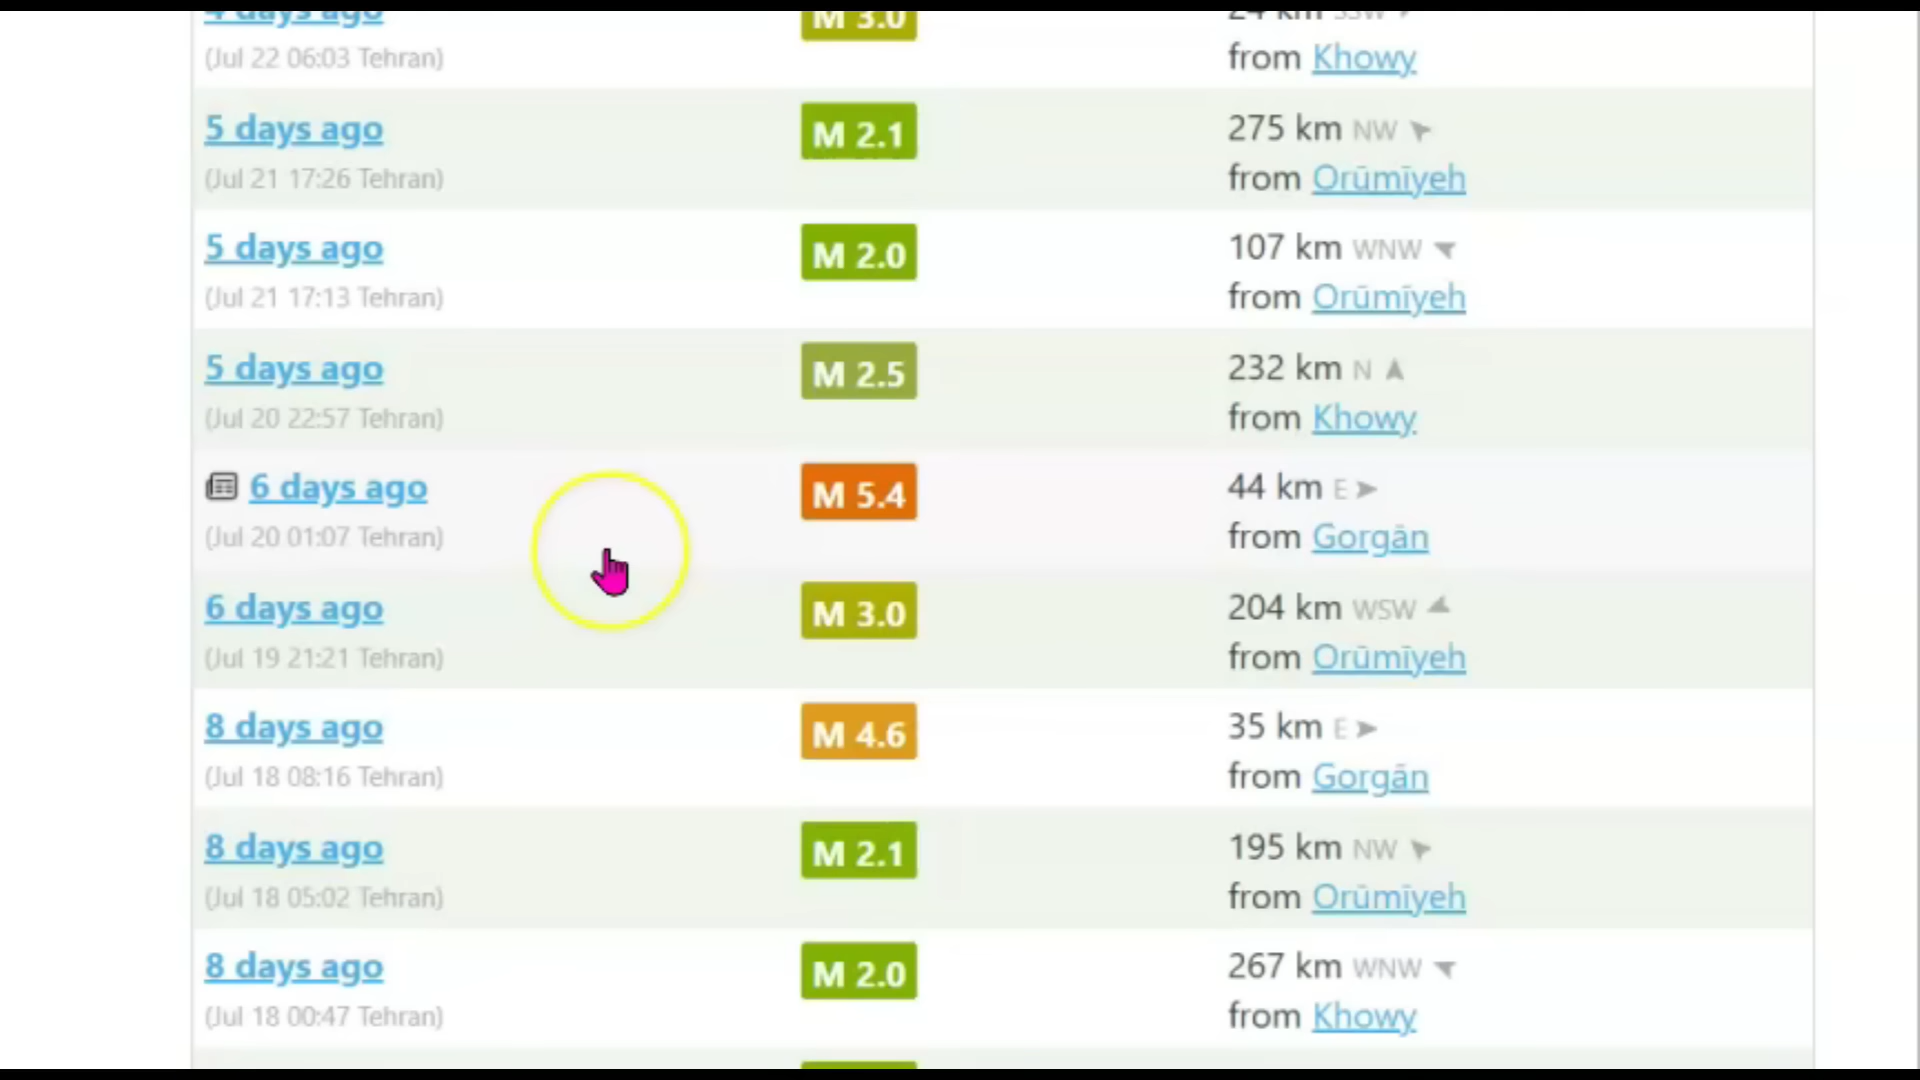 4 days ago M 3.0 24 km SSW
(Jul 22 06:03 Tehran) from Khowy
5 days ago M 2.1 275 km NW
(Jul 21 17:26 Tehran) from Orūmīyeh
5 days ago M 2.0 107 km WNW
(Jul 21 17:13 Tehran) from Orūmīyeh
5 days ago M 2.5 232 km N
(Jul 20 22:57 Tehran) from Khowy
6 days ago M 5.4 44 km E
(Jul 20 01:07 Tehran) from Gorgān
6 days ago M 3.0 204 km WSW
(Jul 19 21:21 Tehran) from Orūmīyeh
8 days ago M 4.6 35 km E
(Jul 18 08:16 Tehran) from Gorgān
8 days ago M 2.1 195 km NW
(Jul 18 05:02 Tehran) from Orūmīyeh
8 days ago M 2.0 267 km WNW
(Jul 18 00:47 Tehran) from Khowy